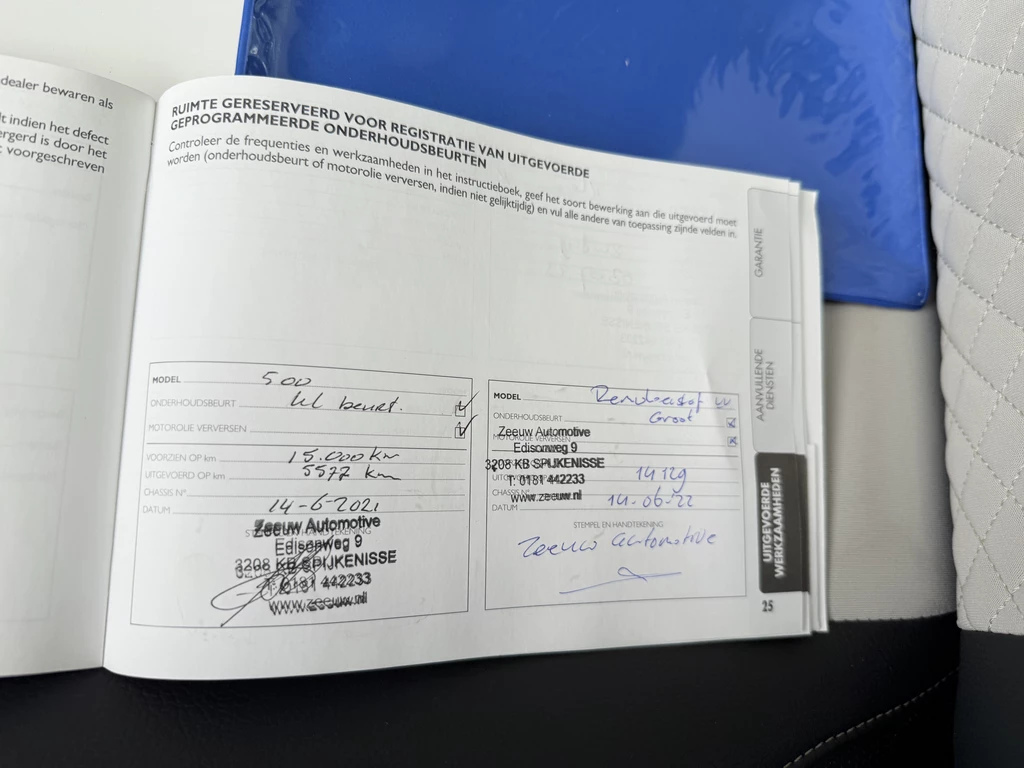 dealer bewaren als
t indien het defect
ergerd is door het
voorgeschreven
RUIMTE GERESERVEERD VOOR REGISTRATIE VAN UITGEVOERDE
GEPROGRAMMEERDE ONDERHOUDSBEURTEN
Controleer de frequenties en werkzaamheden in het instructieboek, geef het soort bewerking aan die uitgevoerd moet
worden (onderhoudsbeurt of motorolie verversen, indien niet gelijktijdig) en vul alle andere van toepassing zijnde velden in.
MODEL 500
ONDERHOUDSBEURT kl beurt.
MOTOROLIE VERVERSEN
VOORZIEN OP km 15.000 km
UITGEVOERD OP km 5577 km
CHASSIS N°
DATUM 14-6-2021
Zeeuw Automotive
Edisonweg 9
3208 KB SPIJKENISSE
T. 0181 442233
www.zeeuw.nl
MODEL
ONDERHOUDSBEURT Groot
Zeeuw Automotive
MOTOROLIE VERVERSEN
Edisonweg 9
3208 KB SPIJKENISSE
14129
T. 0181 442233
CHASSIS N°
www.zeeuw.nl
DATUM 14-06-22
STEMPEL EN HANDTEKENING
Zeeuw automotive
GARANTIE
AANVULLENDE
DIENSTEN
UITGEVOERDE
WERKZAAMHEDEN
25